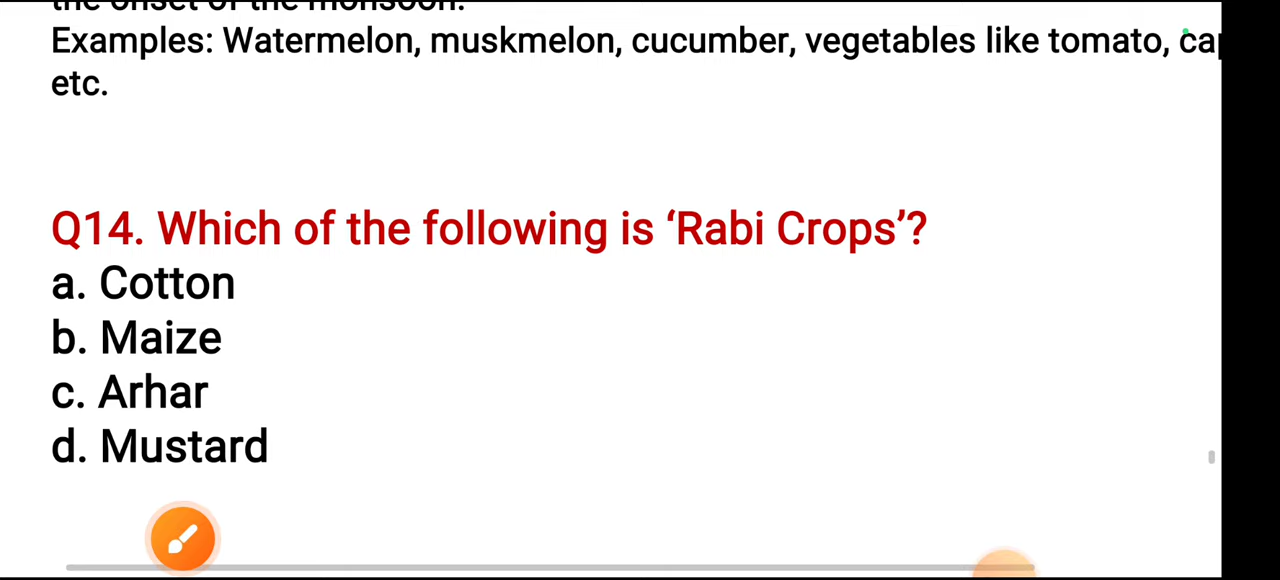 the onset of the monsoon.
Examples: Watermelon, muskmelon, cucumber, vegetables like tomato,
etc.
Q14. Which of the following is ‘Rabi Crops’?
a. Cotton
b. Maize
c. Arhar
d. Mustard